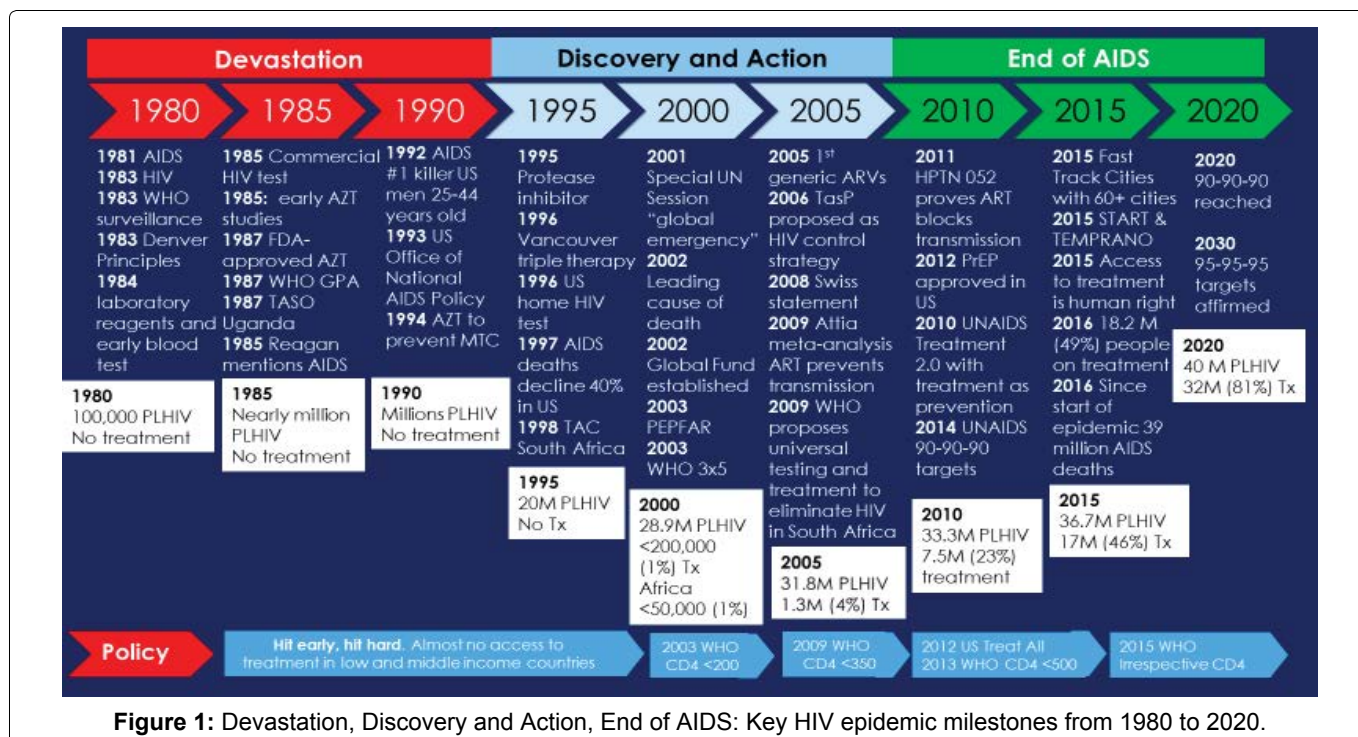 Devastation
Discovery and Action
End of AIDS
1980
1985
1990
1995
2000
2005
2010
2015
2020
1981 AIDS
1983 HIV
1983 WHO
surveillance
1983 Denver
Principles
1984
laboratory
reagents and
early blood
test
1980
100,000 PLHIV
No treatment
1985 Commercial
HIV test
1985: early AZT
studies
1987 FDA-
approved AZT
1987 WHO GPA
1987 TASO
Uganda
1985 Reagan
mentions AIDS
1985
Nearly million
PLHIV
No treatment
1992 AIDS
#1 killer US
men 25-44
years old
1993 US
Office of
National
AIDS Policy
1994 AZT to
prevent MTC
1990
Millions PLHIV
No treatment
1995
Protease
inhibitor
1996
Vancouver
triple therapy
1996 US
home HIV
test
1997 AIDS
deaths
decline 40%
in US
1998 TAC
South Africa
1995
20M PLHIV
No Tx
2001
Special UN
Session
"global
emergency"
2002
Leading
cause of
death
2002
Global Fund
established
2003
PEPFAR
2003
WHO 3x5
2000
28.9M PLHIV
<200,000
(1%) Tx
Africa
<50,000 (1%)
2005 1st
generic ARVs
2006 TasP
proposed as
HIV control
strategy
2008 Swiss
statement
2009 Attia
meta-analysis
ART prevents
transmission
2009 WHO
proposes
universal
testing and
treatment to
eliminate HIV
in South Africa
2005
31.8M PLHIV
1.3M (4%) Tx
2011
HPTN 052
proves ART
blocks
transmission
2012 PrEP
approved in
US
2010 UNAIDS
Treatment
2.0 with
treatment as
prevention
2014 UNAIDS
90-90-90
targets
2010
33.3M PLHIV
7.5M (23%)
treatment
2015 Fast
Track Cities
with 60+ cities
2015 START &
TEMPRANO
2015 Access
to treatment
is human right
2016 18.2 M
(49%) people
on treatment
2016 Since
start of
epidemic 39
million AIDS
deaths
2015
36.7M PLHIV
17M (46%) Tx
2020
90-90-90
reached
2030
95-95-95
targets
affirmed
2020
40 M PLHIV
32M (81%) Tx
Policy
Hit early, hit hard. Almost no access to
treatment in low and middle income countries
2003 WHO
CD4 <200
2009 WHO
CD4 <350
2012 US Treat All
2013 WHO CD4 <500
2015 WHO
Irrespective CD4
Figure 1: Devastation, Discovery and Action, End of AIDS: Key HIV epidemic milestones from 1980 to 2020.